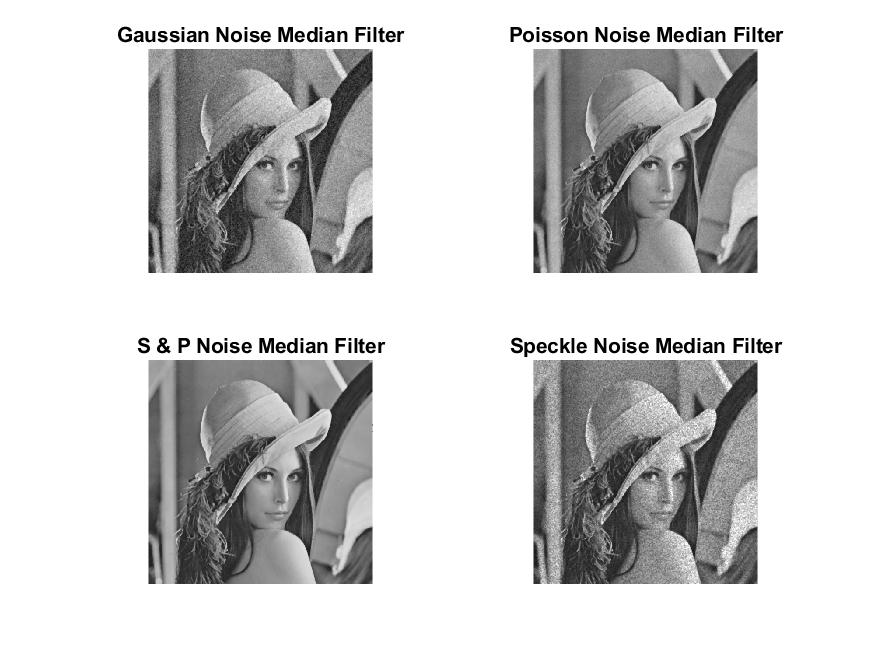 Gaussian Noise Median Filter
Poisson Noise Median Filter
S & P Noise Median Filter
Speckle Noise Median Filter